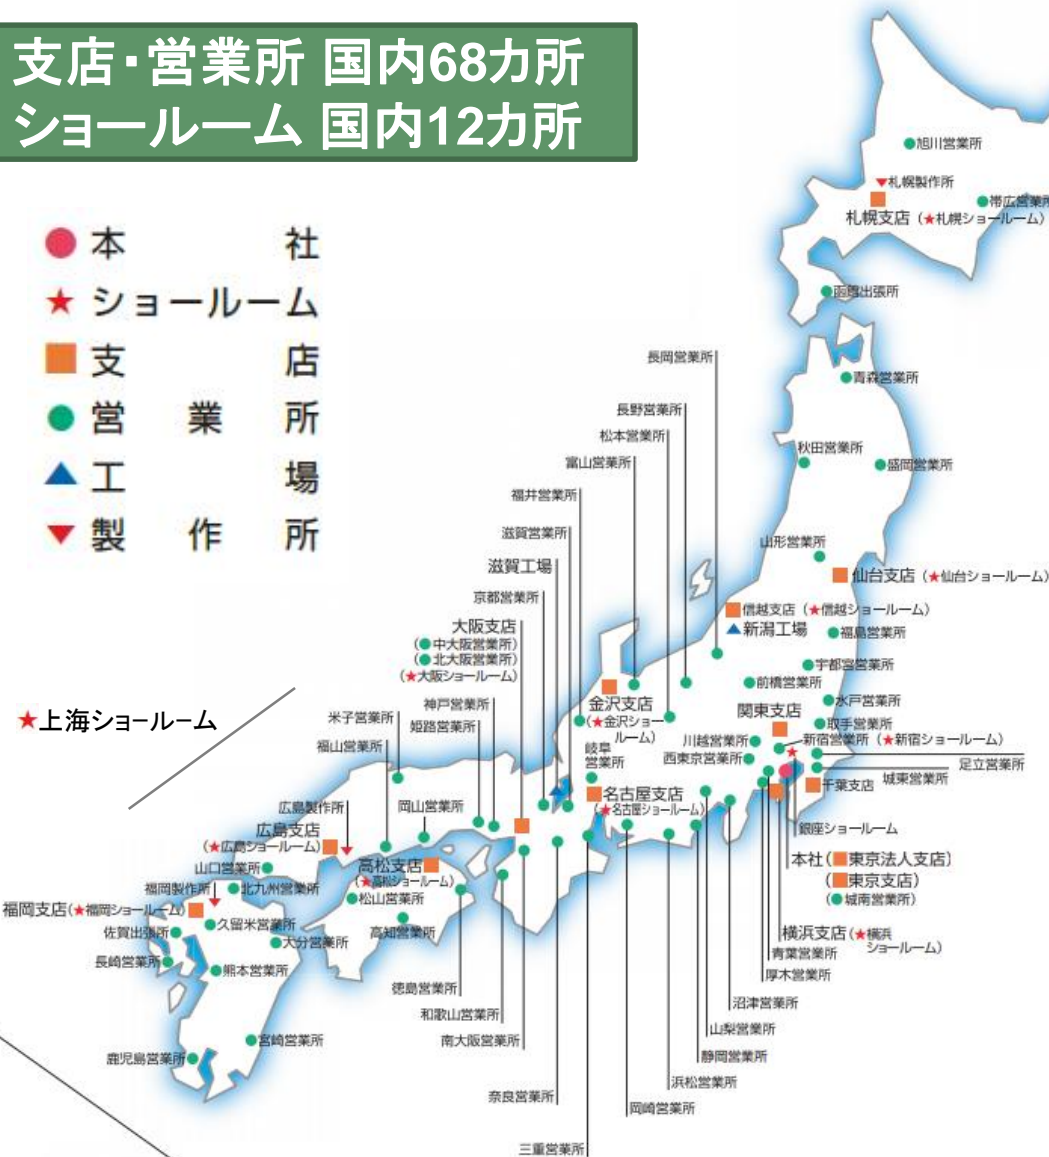 支店・営業所 国内68カ所
ショールーム 国内12カ所
本社
★ショールーム
支店
営業所
工場
製作所
旭川営業所
札幌製作所
帯広営業所
札幌支店（★札幌ショールーム）
函館出張所
青森営業所
秋田営業所
盛岡営業所
山形営業所
仙台支店（★仙台ショールーム）
信越支店（★信越ショールーム）
新潟工場
福島営業所
宇都宮営業所
前橋営業所
水戸営業所
関東支店
取手営業所
新宿営業所（★新宿ショールーム）
川越営業所
西東京営業所
足立営業所
城東営業所
千葉支店
銀座ショールーム
本社（東京法人支店）
（東京支店）
（城南営業所）
横浜支店（★横浜
ショールーム）
青葉営業所
厚木営業所
沼津営業所
山梨営業所
静岡営業所
浜松営業所
岡崎営業所
三重営業所
奈良営業所
南大阪営業所
和歌山営業所
徳島営業所
長岡営業所
長野営業所
松本営業所
富山営業所
福井営業所
滋賀営業所
滋賀工場
京都営業所
大阪支店
（中大阪営業所）
（北大阪営業所）
（★大阪ショールーム）
神戸営業所
姫路営業所
米子営業所
福山営業所
金沢支店
（★金沢ショー
ルーム）
岐阜
営業所
名古屋支店
（★名古屋ショールーム）
★上海ショールーム
岡山営業所
広島製作所
広島支店
（★広島ショールーム）
高松支店
（★高松ショールーム）
松山営業所
高知営業所
山口営業所
福岡製作所
北九州営業所
福岡支店（★福岡ショールーム）
久留米営業所
佐賀出張所
大分営業所
長崎営業所
熊本営業所
宮崎営業所
鹿児島営業所